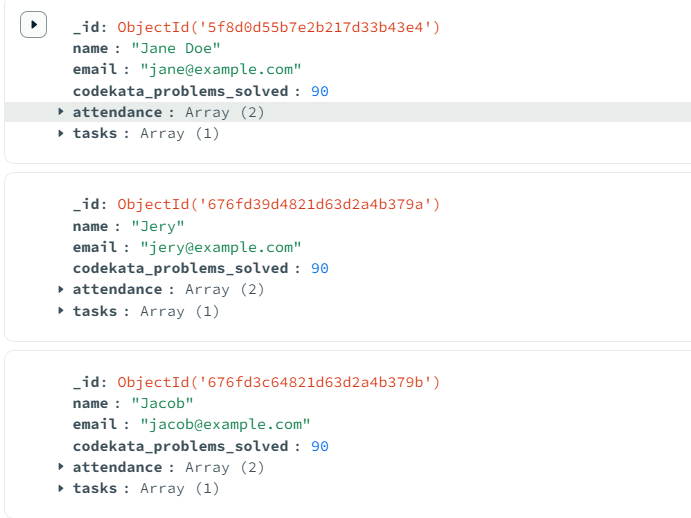 _id: ObjectId('5f8d0d55b7e2b217d33b43e4')
name : "Jane Doe"
email : "jane@example.com"
codekata_problems_solved : 90
attendance : Array (2)
tasks : Array (1)
_id: ObjectId('676fd39d4821d63d2a4b379a')
name : "Jery"
email : "jery@example.com"
codekata_problems_solved : 90
attendance : Array (2)
tasks : Array (1)
_id: ObjectId('676fd3c64821d63d2a4b379b')
name : "Jacob"
email : "jacob@example.com"
codekata_problems_solved : 90
attendance : Array (2)
tasks : Array (1)